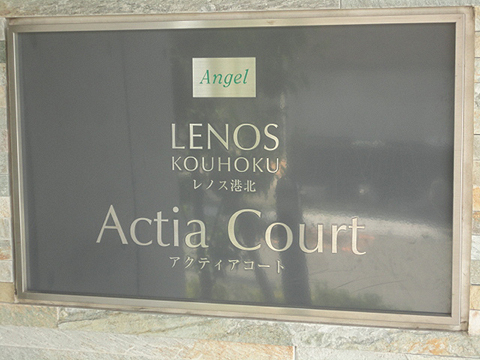 Angel
LENOS
KOUHOKU
レノス港北
Actia Court
アクティアコート